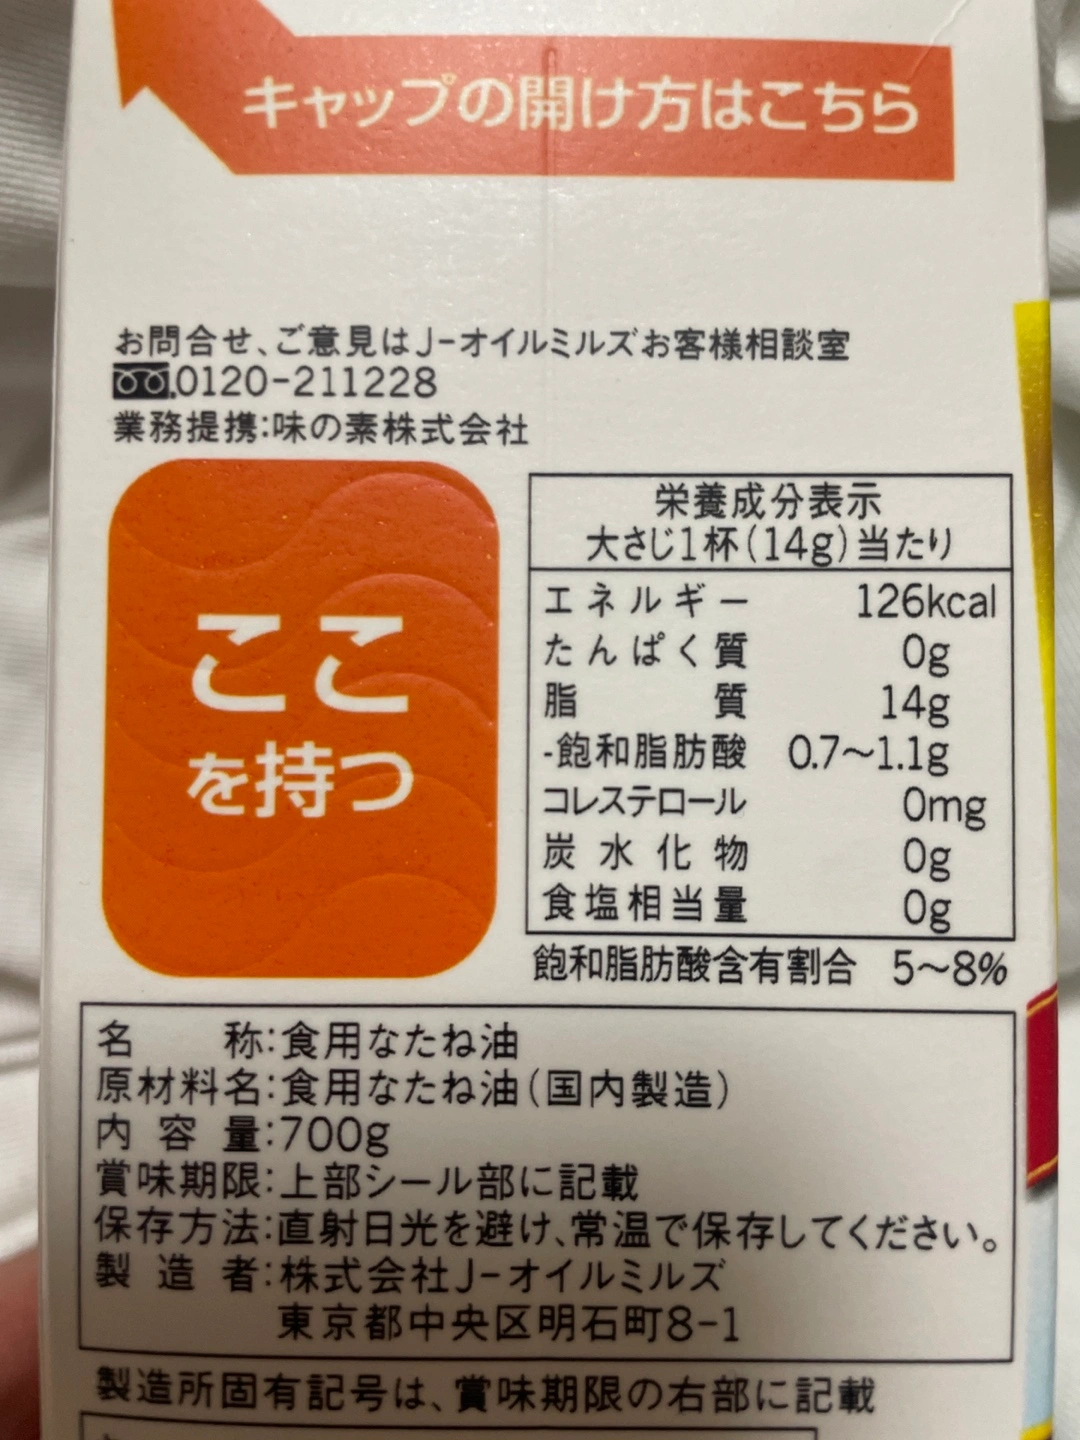 キャップの開け方はこちら
お問合せ、ご意見はJ-オイルミルズお客様相談室
0120-211228
業務提携:味の素株式会社
ここ
を持つ
栄養成分表示
大さじ1杯(14g)当たり
エネルギー 126kcal
たんぱく質 0g
脂質 14g
-飽和脂肪酸 0.7〜1.1g
コレステロール 0mg
炭水化物 0g
食塩相当量 0g
飽和脂肪酸含有割合 5〜8%
名称:食用なたね油
原材料名:食用なたね油(国内製造)
内容量:700g
賞味期限:上部シール部に記載
保存方法:直射日光を避け、常温で保存してください。
製造者:株式会社J-オイルミルズ
東京都中央区明石町8-1
製造所固有記号は、賞味期限の右部に記載